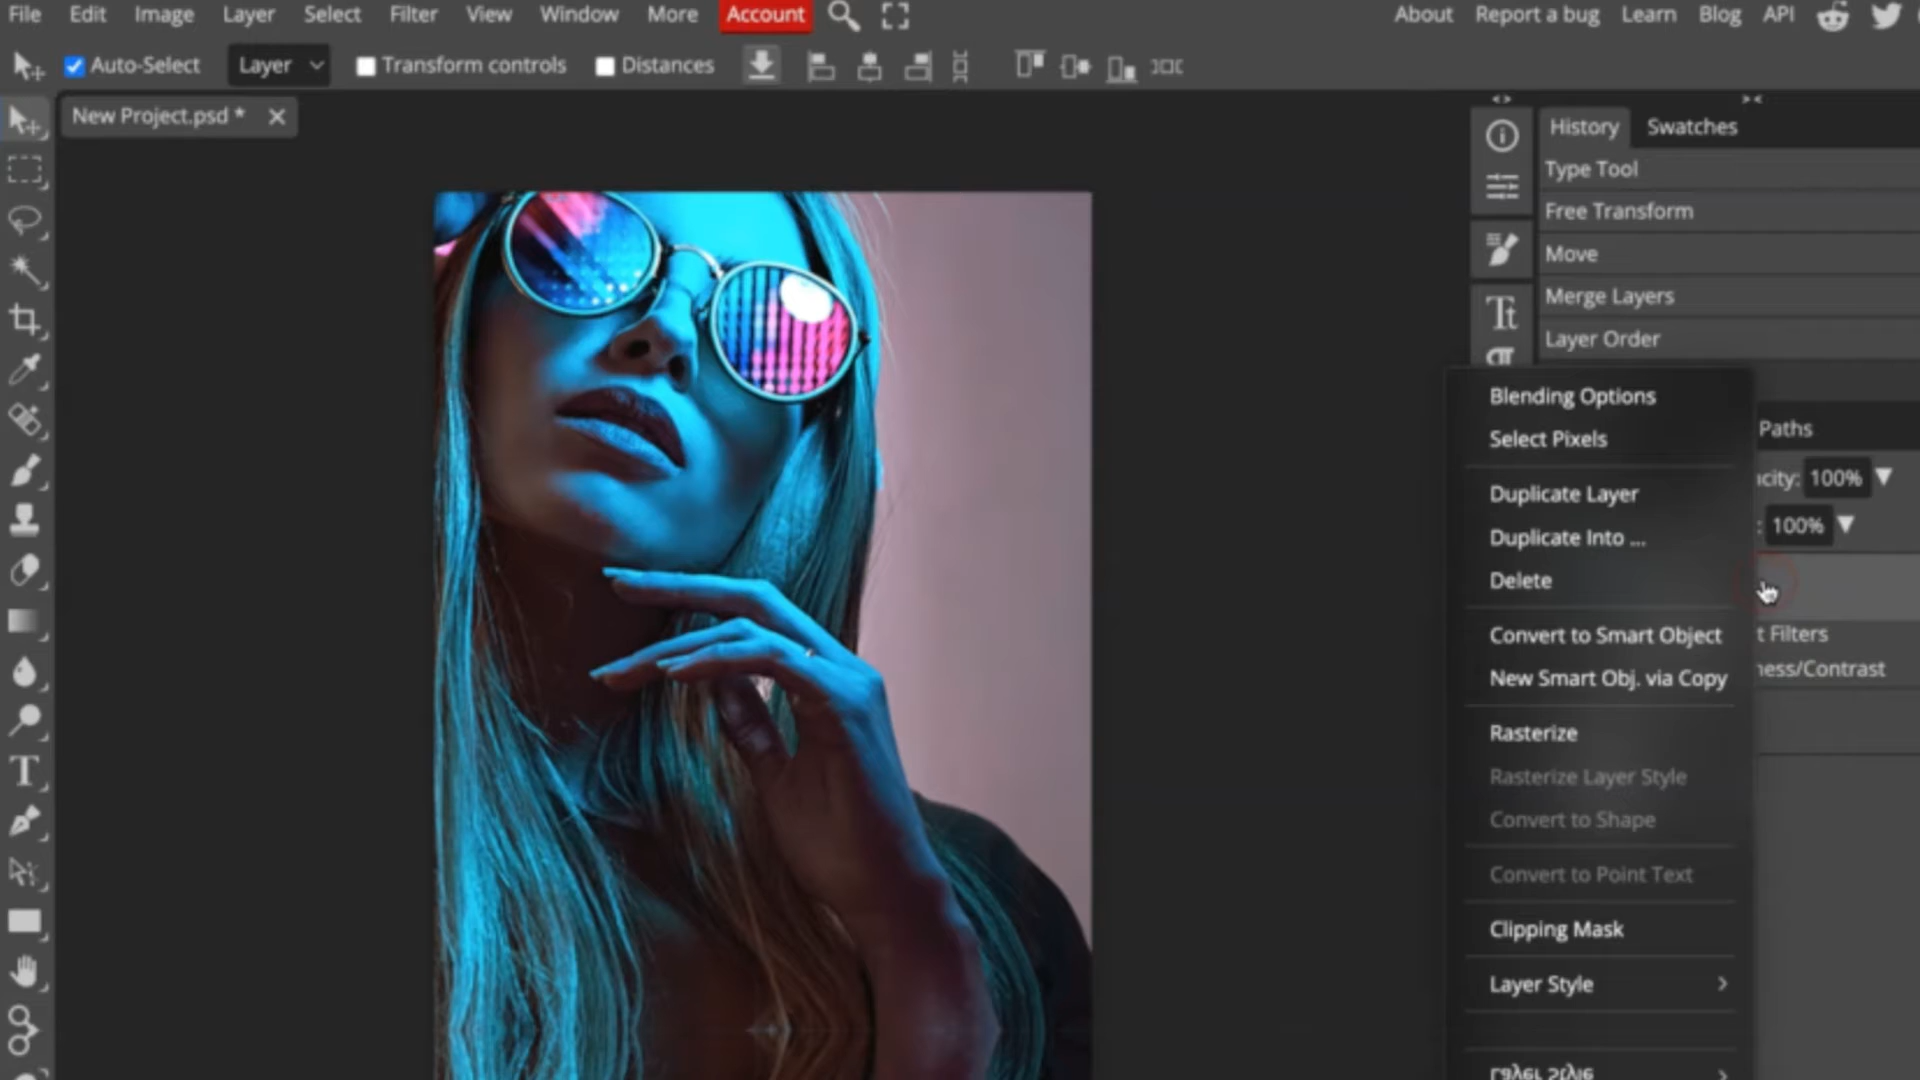 File Edit Image Layer Select Filter View Window More Account About Report a bug Learn Blog API
Auto-Select Layer Transform controls Distances
New Project.psd *
History Swatches
Type Tool
Free Transform
Move
Merge Layers
Layer Order
Blending Options
Select Pixels
Duplicate Layer
Duplicate Into ...
Delete
Convert to Smart Object
New Smart Obj. via Copy
Rasterize
Rasterize Layer Style
Convert to Shape
Convert to Point Text
Clipping Mask
Layer Style
Paths
100%
: 100%
t Filters
ness/Contrast